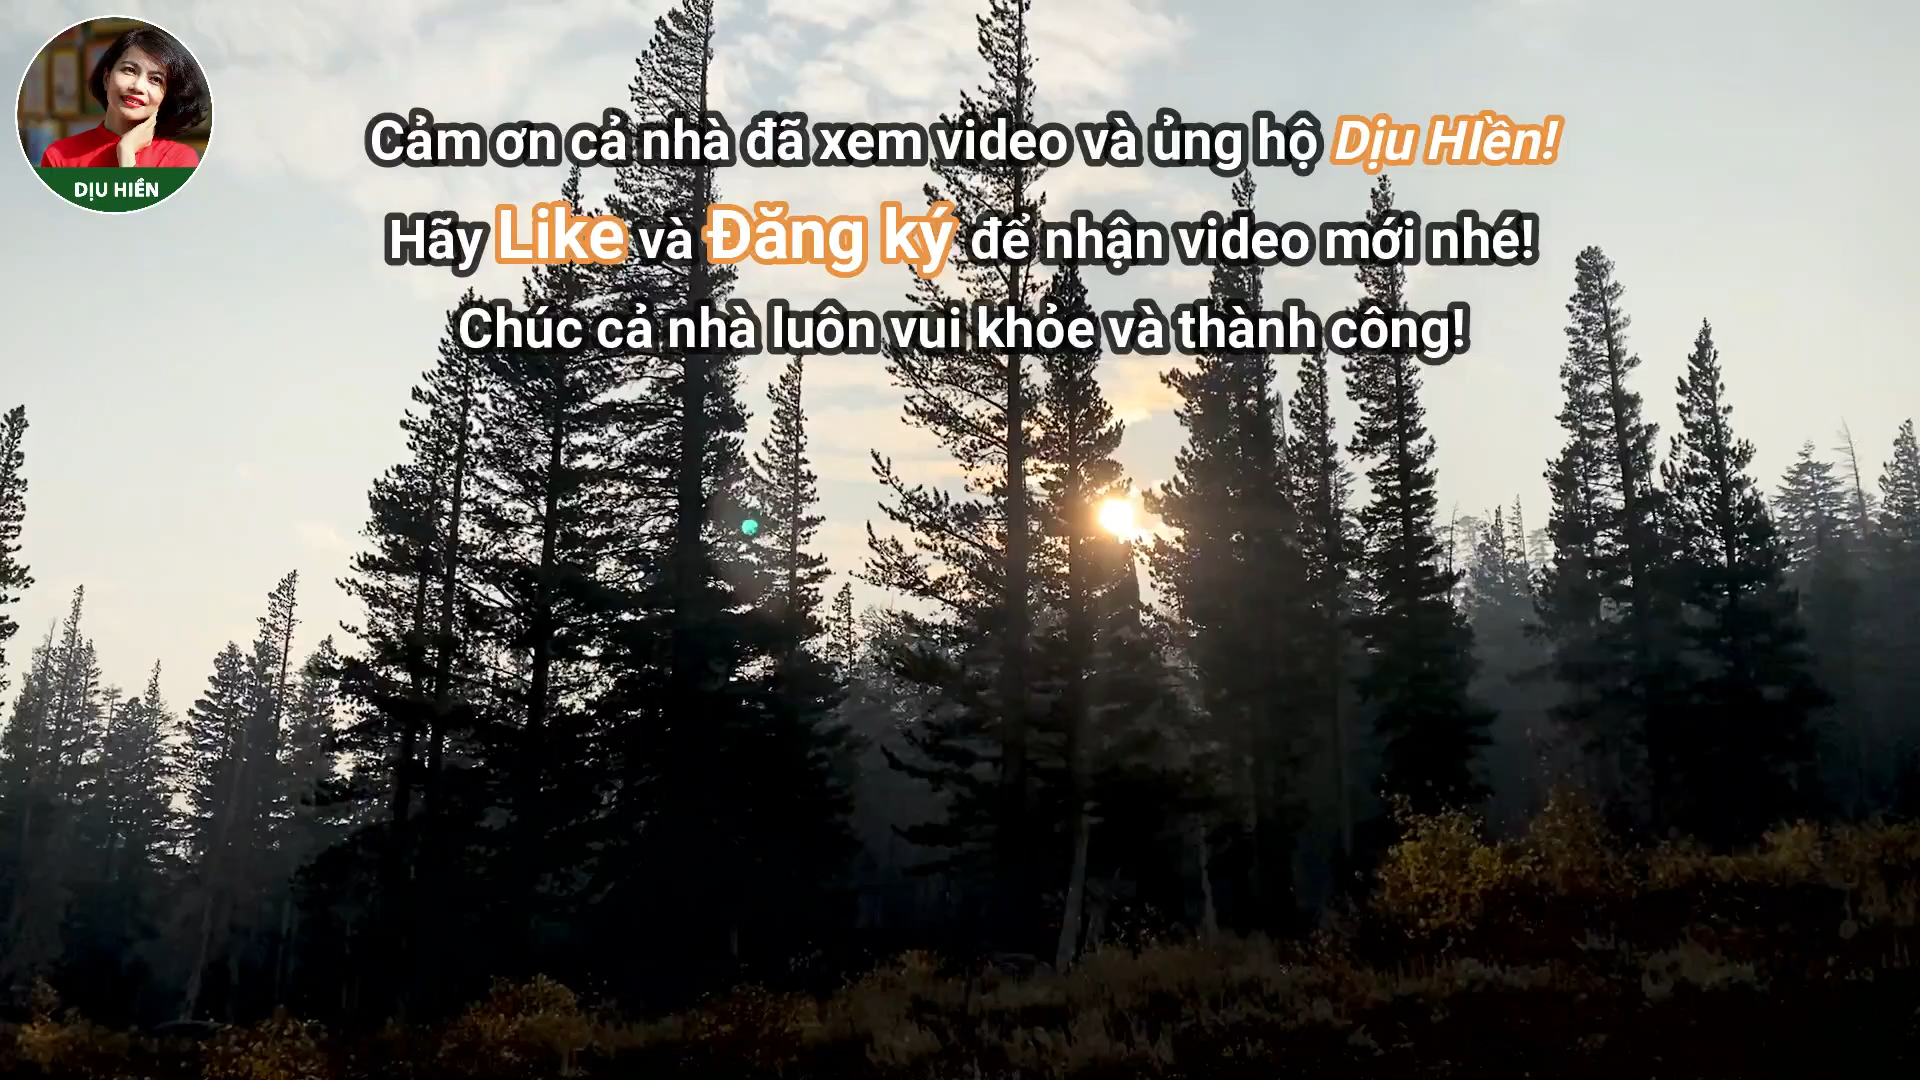 DỊU HIỀN
Cảm ơn cả nhà đã xem video và ủng hộ Dịu HIền!
Hãy Like và Đăng ký để nhận video mới nhé!
Chúc cả nhà luôn vui khỏe và thành công!